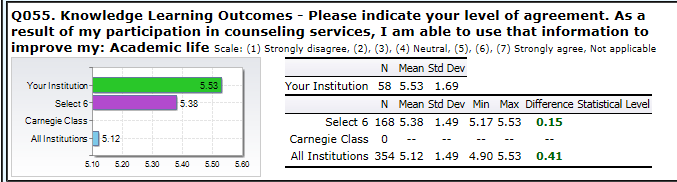 Q055. Knowledge Learning Outcomes - Please indicate your level of agreement. As a
result of my participation in counseling services, I am able to use that information to
improve my: Academic life Scale: (1) Strongly disagree, (2), (3), (4) Neutral, (5), (6), (7) Strongly agree, Not applicable
Your Institution 5.53
Select 6 5.38
Carnegie Class
All Institutions 5.12
5.10 5.20 5.30 5.40 5.50 5.60
N Mean Std Dev
Your Institution 58 5.53 1.69
N Mean Std Dev Min Max Difference Statistical Level
Select 6 168 5.38 1.49 5.17 5.53 0.15
Carnegie Class 0 -- -- -- -- --
All Institutions 354 5.12 1.49 4.90 5.53 0.41